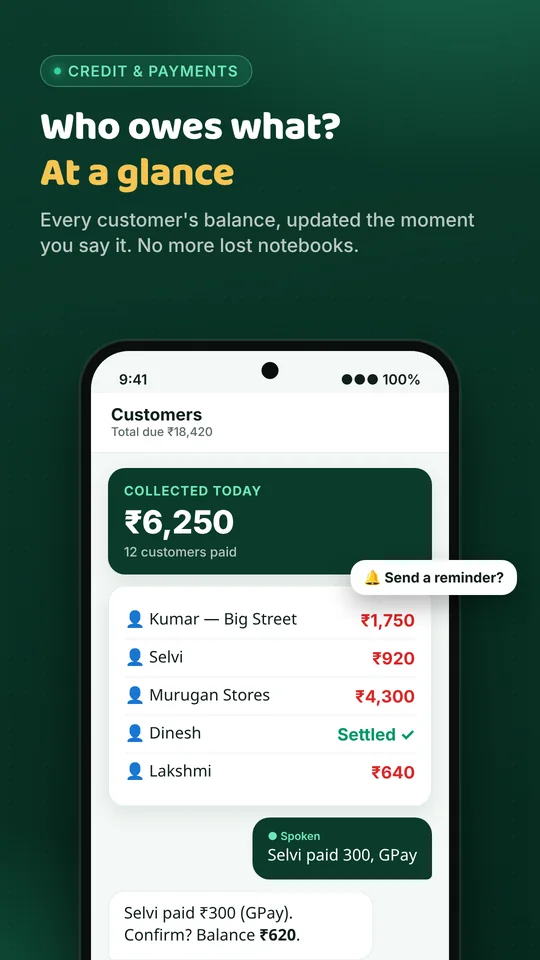 CREDIT & PAYMENTS
Who owes what?
At a glance
Every customer's balance, updated the moment
you say it. No more lost notebooks.
9:41
100%
Customers
Total due ₹18,420
COLLECTED TODAY
₹6,250
12 customers paid
🔔 Send a reminder?
Kumar — Big Street ₹1,750
Selvi ₹920
Murugan Stores ₹4,300
Dinesh Settled ✓
Lakshmi ₹640
Spoken
Selvi paid 300, GPay
Selvi paid ₹300 (GPay).
Confirm? Balance ₹620.